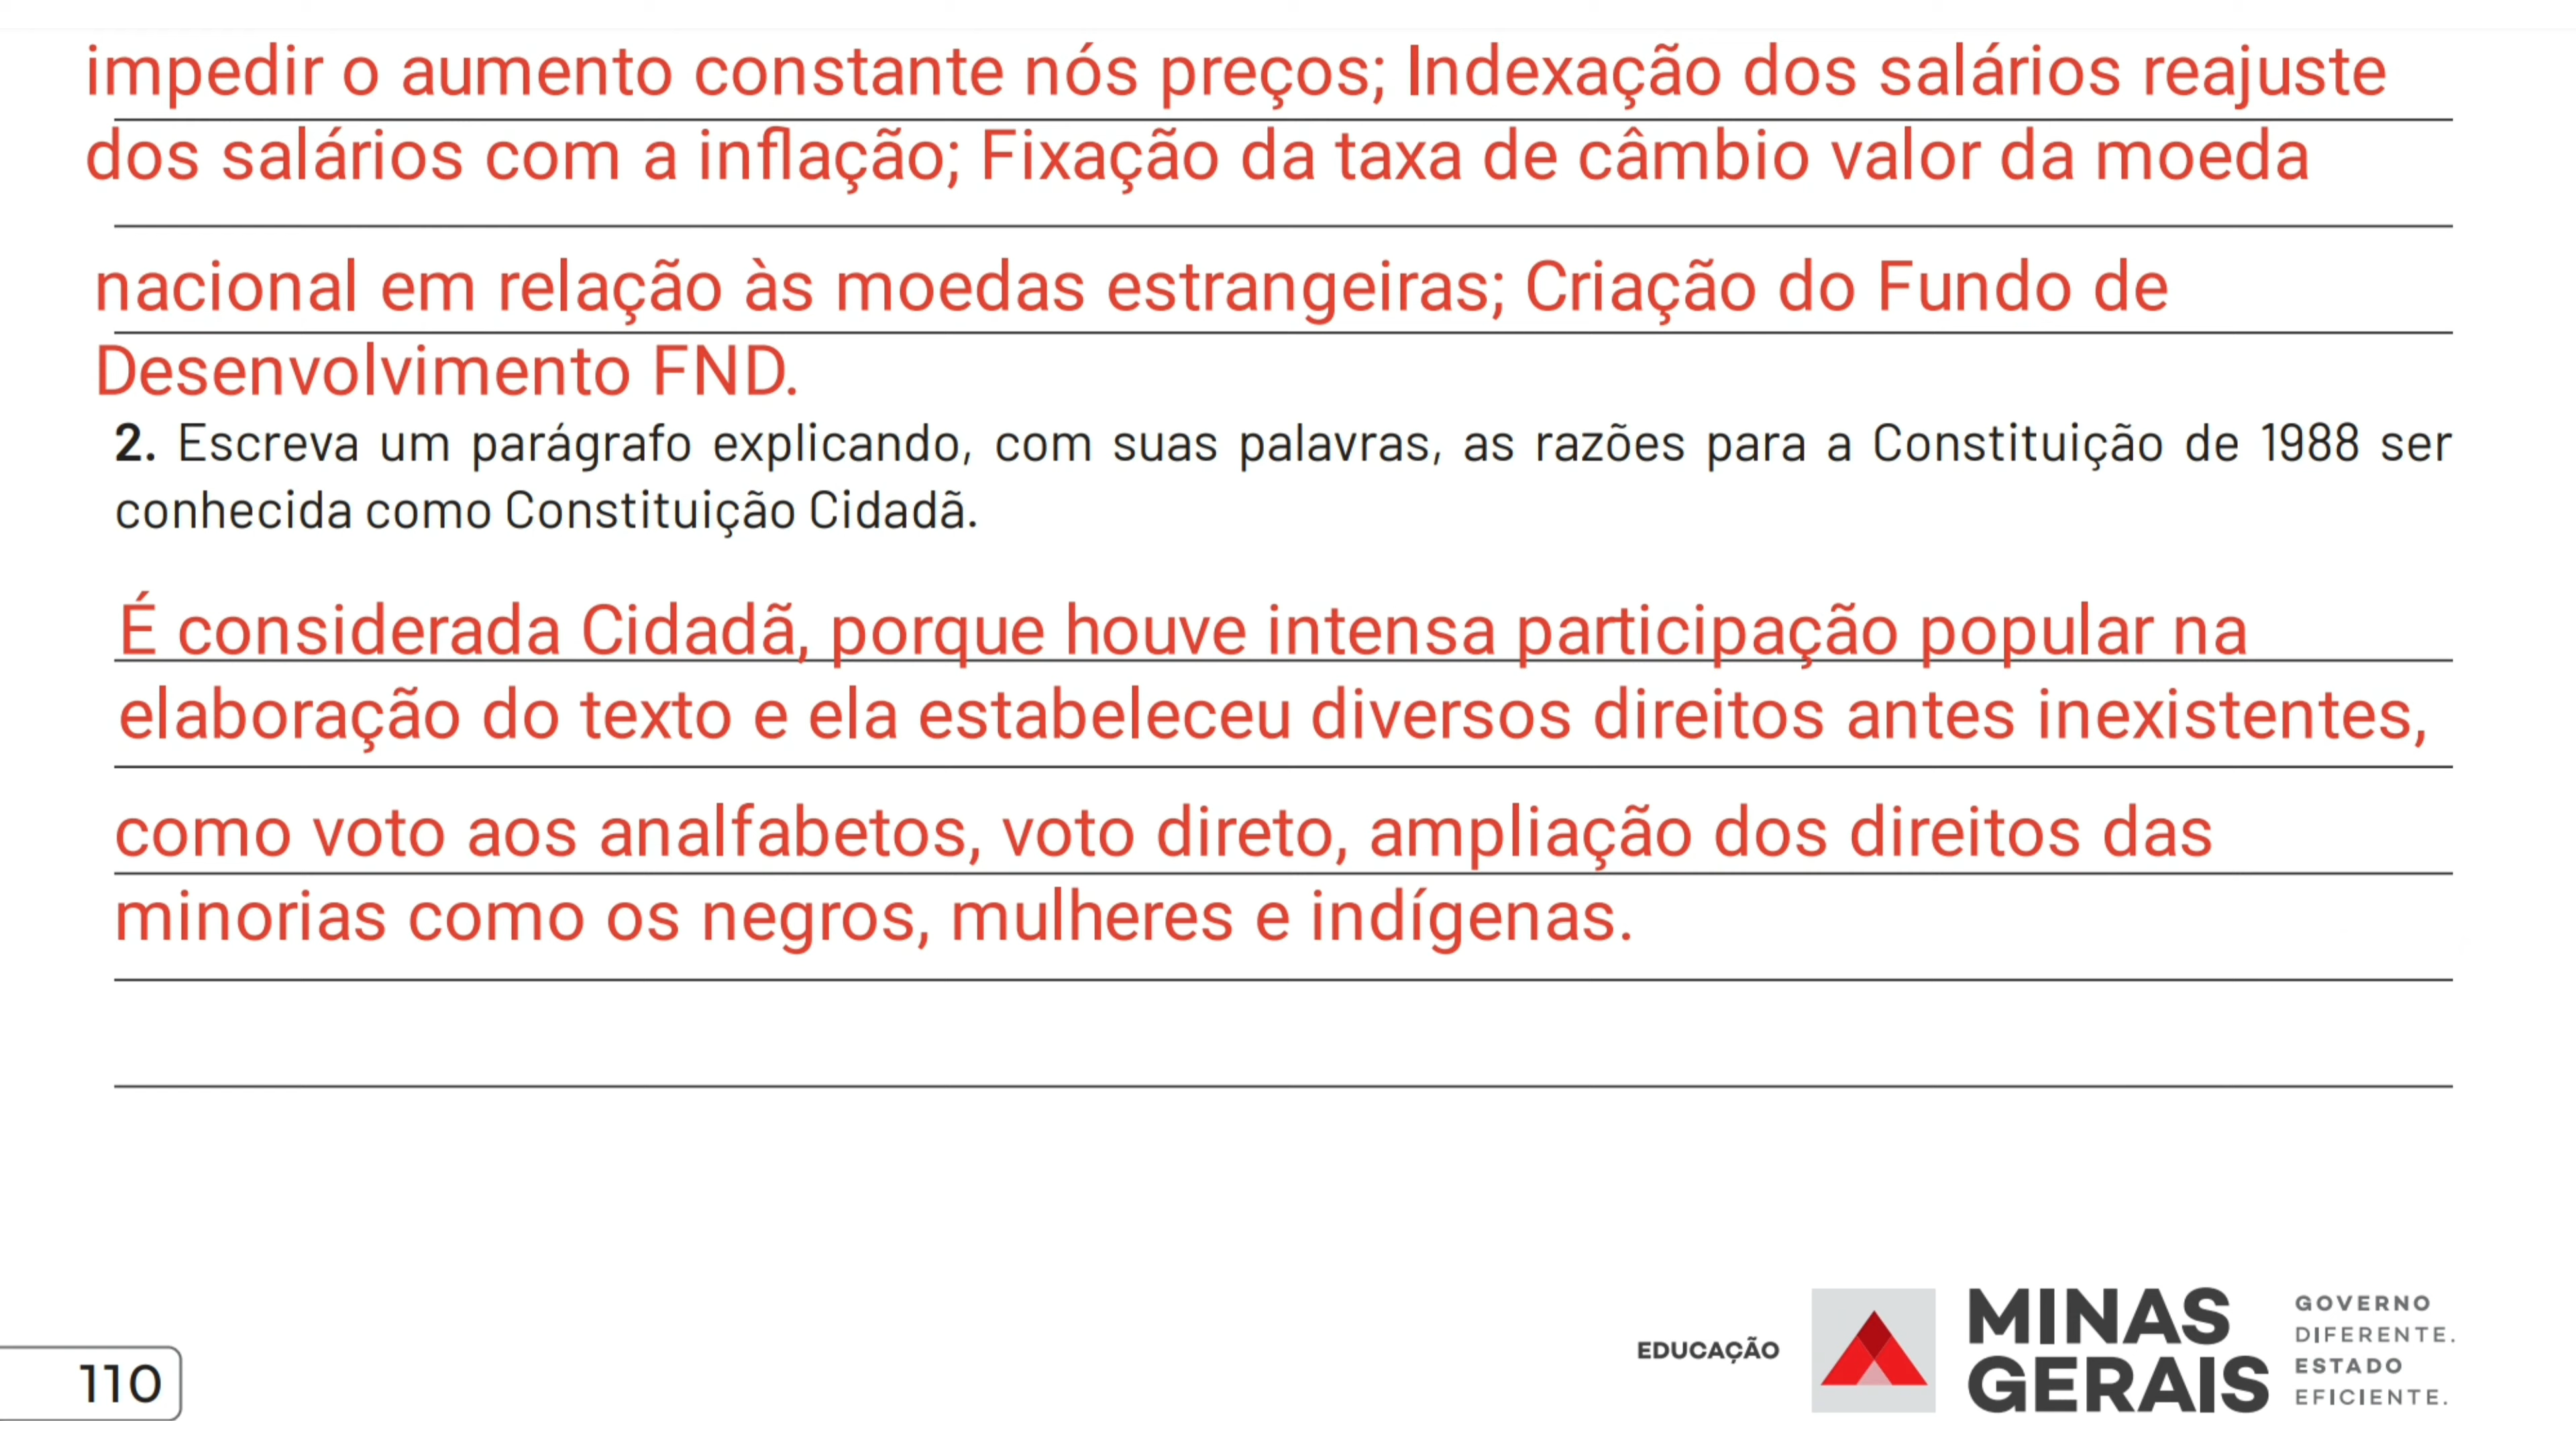 impedir o aumento constante nós preços; Indexação dos salários reajuste
dos salários com a inflação; Fixação da taxa de câmbio valor da moeda
nacional em relação às moedas estrangeiras; Criação do Fundo de
Desenvolvimento FND.
2. Escreva um parágrafo explicando, com suas palavras, as razões para a Constituição de 1988 ser
conhecida como Constituição Cidadã.
É considerada Cidadã, porque houve intensa participação popular na
elaboração do texto e ela estabeleceu diversos direitos antes inexistentes,
como voto aos analfabetos, voto direto, ampliação dos direitos das
minorias como os negros, mulheres e indígenas.
110
EDUCAÇÃO
MINAS
GERAIS
GOVERNO
DIFERENTE.
ESTADO
EFICIENTE.